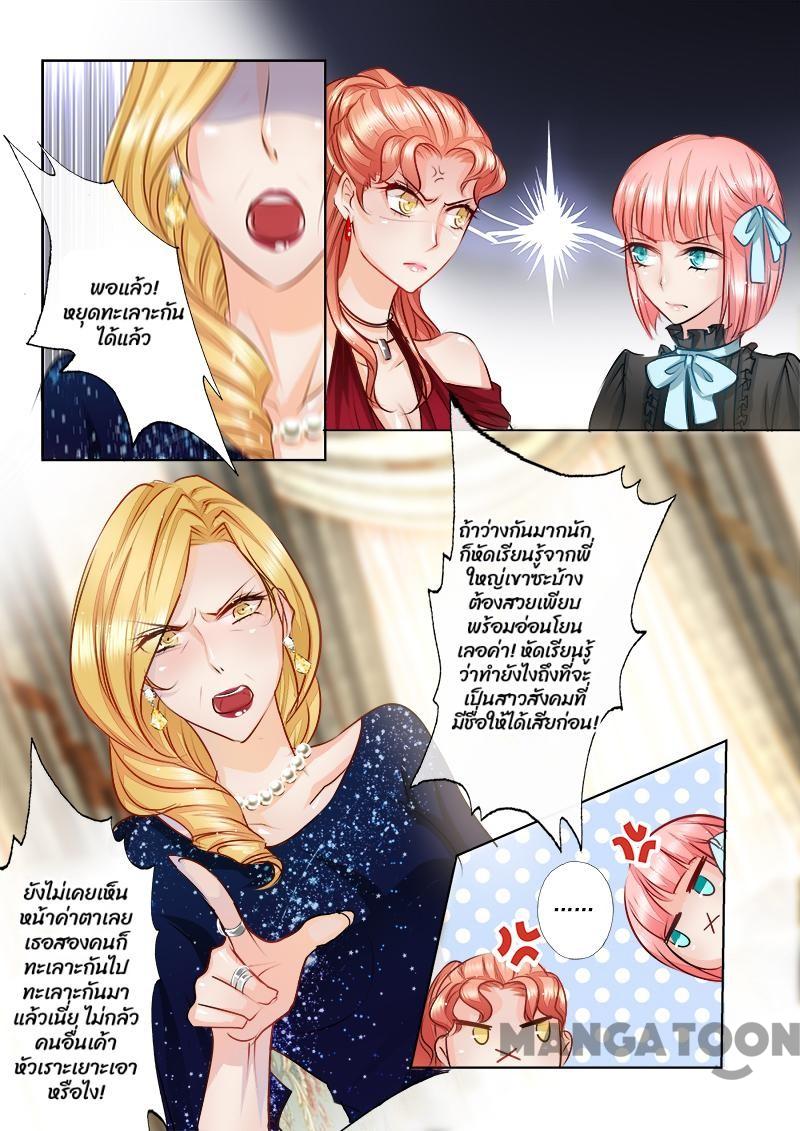 พอแล้ว!
หยุดทะเลาะกัน
ได้แล้ว
ถ้าว่างกันมากนัก
ก็หัดเรียนรู้จากพี่
ใหญ่เขาซะบ้าง
ต้องสวยเพียบ
พร้อมอ่อนโยน
เลอค่า! หัดเรียนรู้
ว่าทำยังไงถึงที่จะ
เป็นสาวสังคมที่
มีชื่อให้ได้เสียก่อน!
ยังไม่เคยเห็น
หน้าค่าตาเลย
เธอสองคนก็
ทะเลาะกันไป
ทะเลาะกันมา
แล้วเนี่ย ไม่กลัว
คนอื่นเค้า
หัวเราะเยาะเอา
หรือไง!
......
MANGATOON